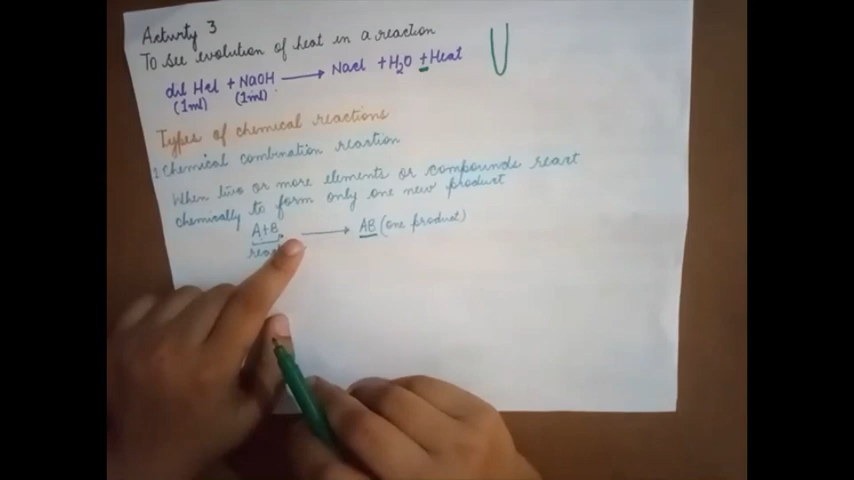 Activity 3
To see evolution of heat in a reaction
dil Hcl + NaOH ⟶ Nacl + H₂O + Heat
(1ml) (1ml)
Types of chemical reactions
1 Chemical combination reaction
When two or more elements or compounds react
chemically to form only one new product
A+B ⟶ AB (one product)